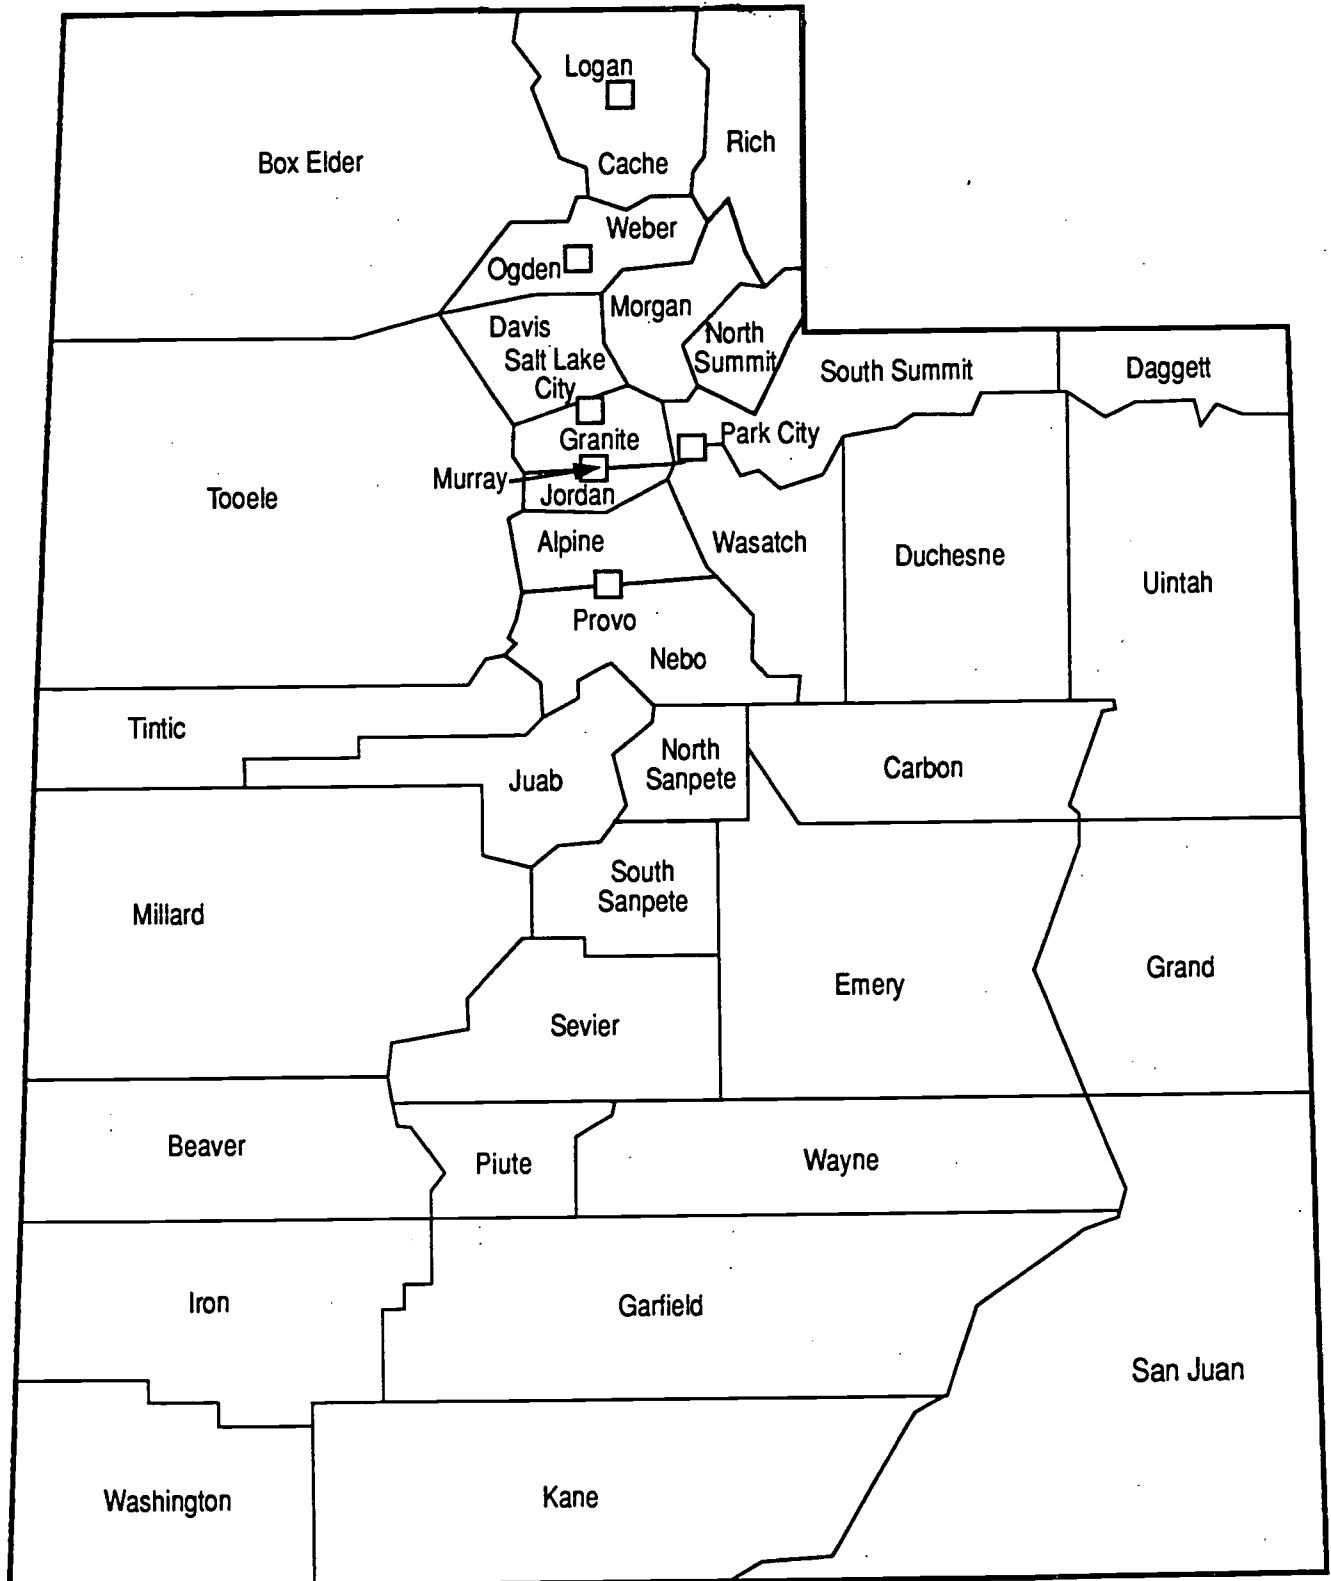 Logan
Rich
Box Elder
Cache
Weber
Ogden
Morgan
Davis
North
Summit
Salt Lake
City
South Summit
Daggett
Park City
Granite
Murray
Jordan
Tooele
Alpine
Wasatch
Duchesne
Uintah
Provo
Nebo
Tintic
North
Sanpete
Juab
Carbon
South
Sanpete
Millard
Emery
Grand
Sevier
Beaver
Piute
Wayne
Iron
Garfield
San Juan
Washington
Kane